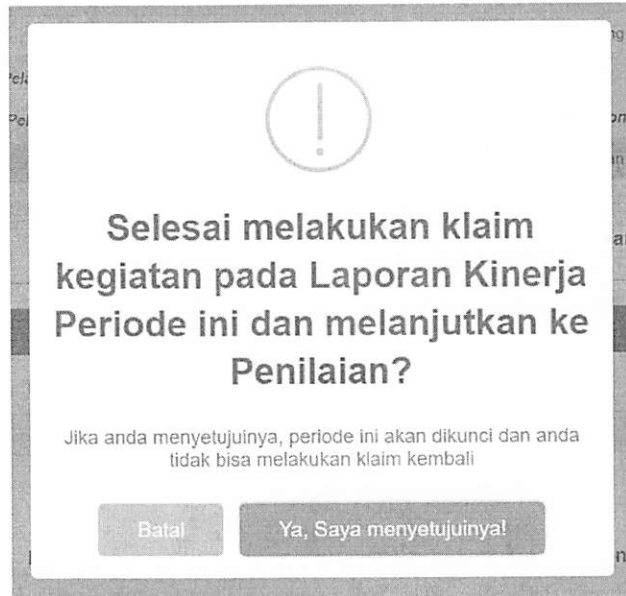 Selesai melakukan klaim
kegiatan pada Laporan Kinerja
Periode ini dan melanjutkan ke
Penilaian?
Jika anda menyetujuinya, periode ini akan dikunci dan anda
tidak bisa melakukan klaim kembali
Batal
Ya, Saya menyetujuinya!